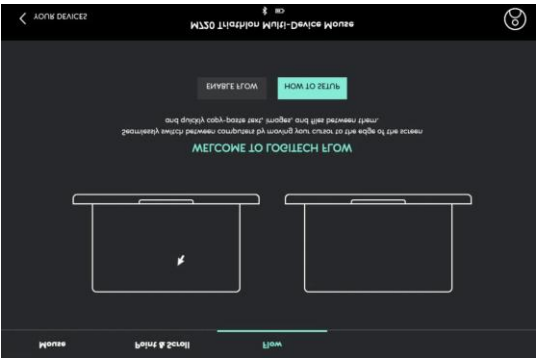 Mouse
Point & Scroll
Flow
WELCOME TO LOGITECH FLOW
Seamlessly switch between computers by moving your cursor to the edge of the screen
and quickly copy-paste text, images, and files between them.
ENABLE FLOW
HOW TO SETUP
YOUR DEVICES
M720 Triathlon Multi-Device Mouse